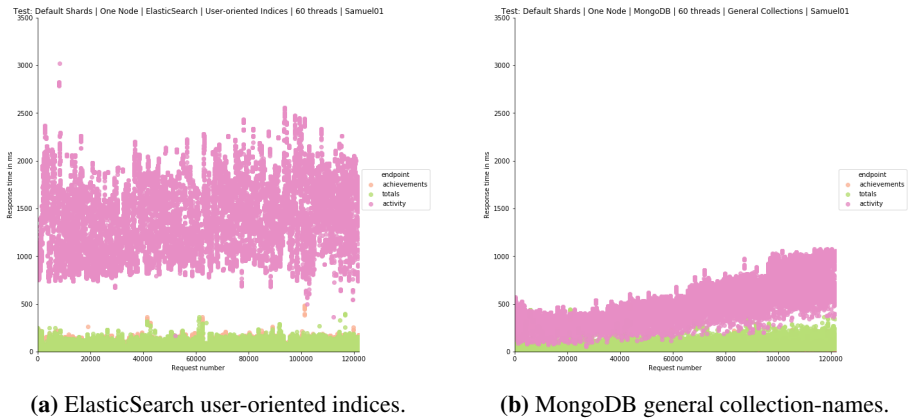 Test: Default Shards | One Node | ElasticSearch | User-oriented Indices | 60 threads | Samuel01
3500
3000
2500
2000
1500
1000
500
0
Response time in ms
0 20000 40000 60000 80000 100000 120000
Request number
endpoint
achievements
totals
activity
(a) ElasticSearch user-oriented indices.
Test: Default Shards | One Node | MongoDB | 60 threads | General Collections | Samuel01
3500
3000
2500
2000
1500
1000
500
0
Response time in ms
0 20000 40000 60000 80000 100000 120000
Request number
endpoint
achievements
totals
activity
(b) MongoDB general collection-names.